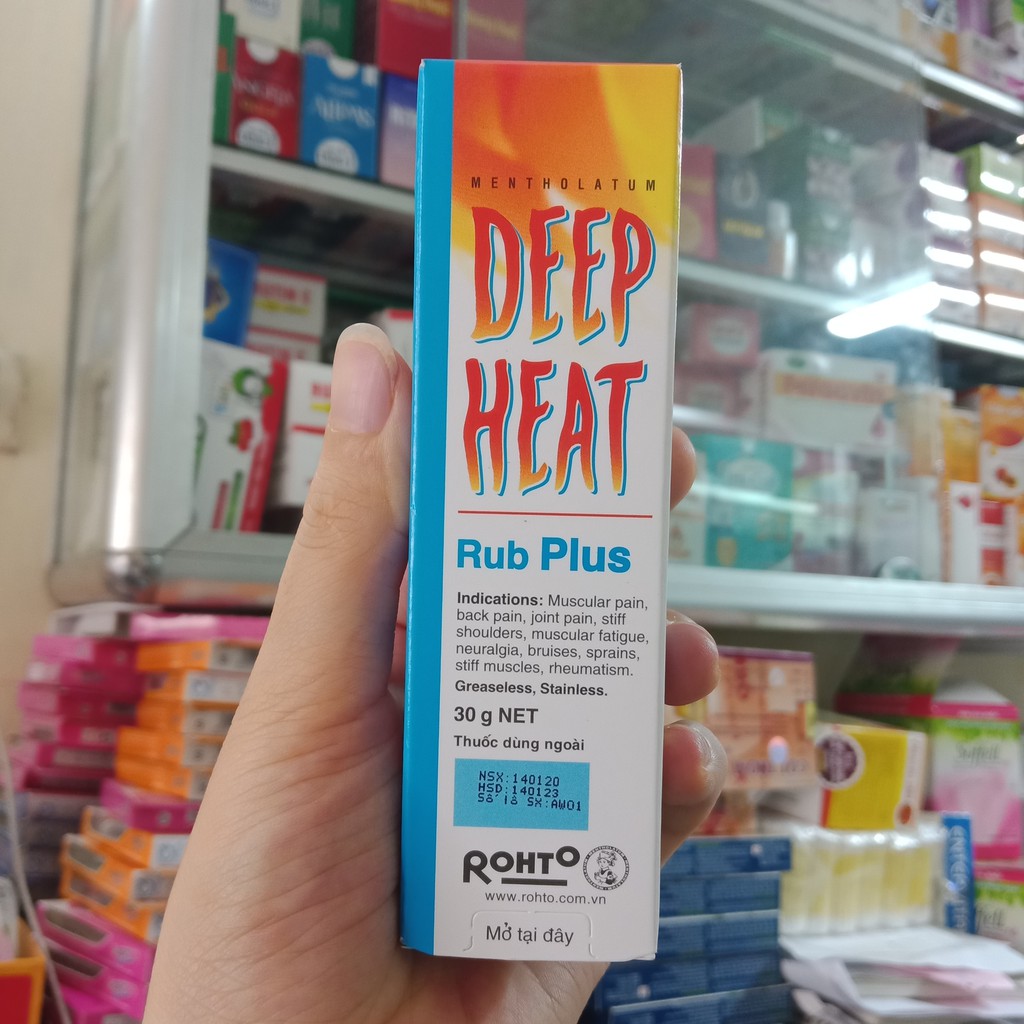 MENTHOLATUM
DEEP
HEAT
Rub Plus
Indications: Muscular pain,
back pain, joint pain, stiff
shoulders, muscular fatigue,
neuralgia, bruises, sprains,
stiff muscles, rheumatism.
Greaseless, Stainless.
30 g NET
Thuốc dùng ngoài
NSX:140120
HSD:140123
Số lô SX:AW01
ROHTO
www.rohto.com.vn
Mở tại đây